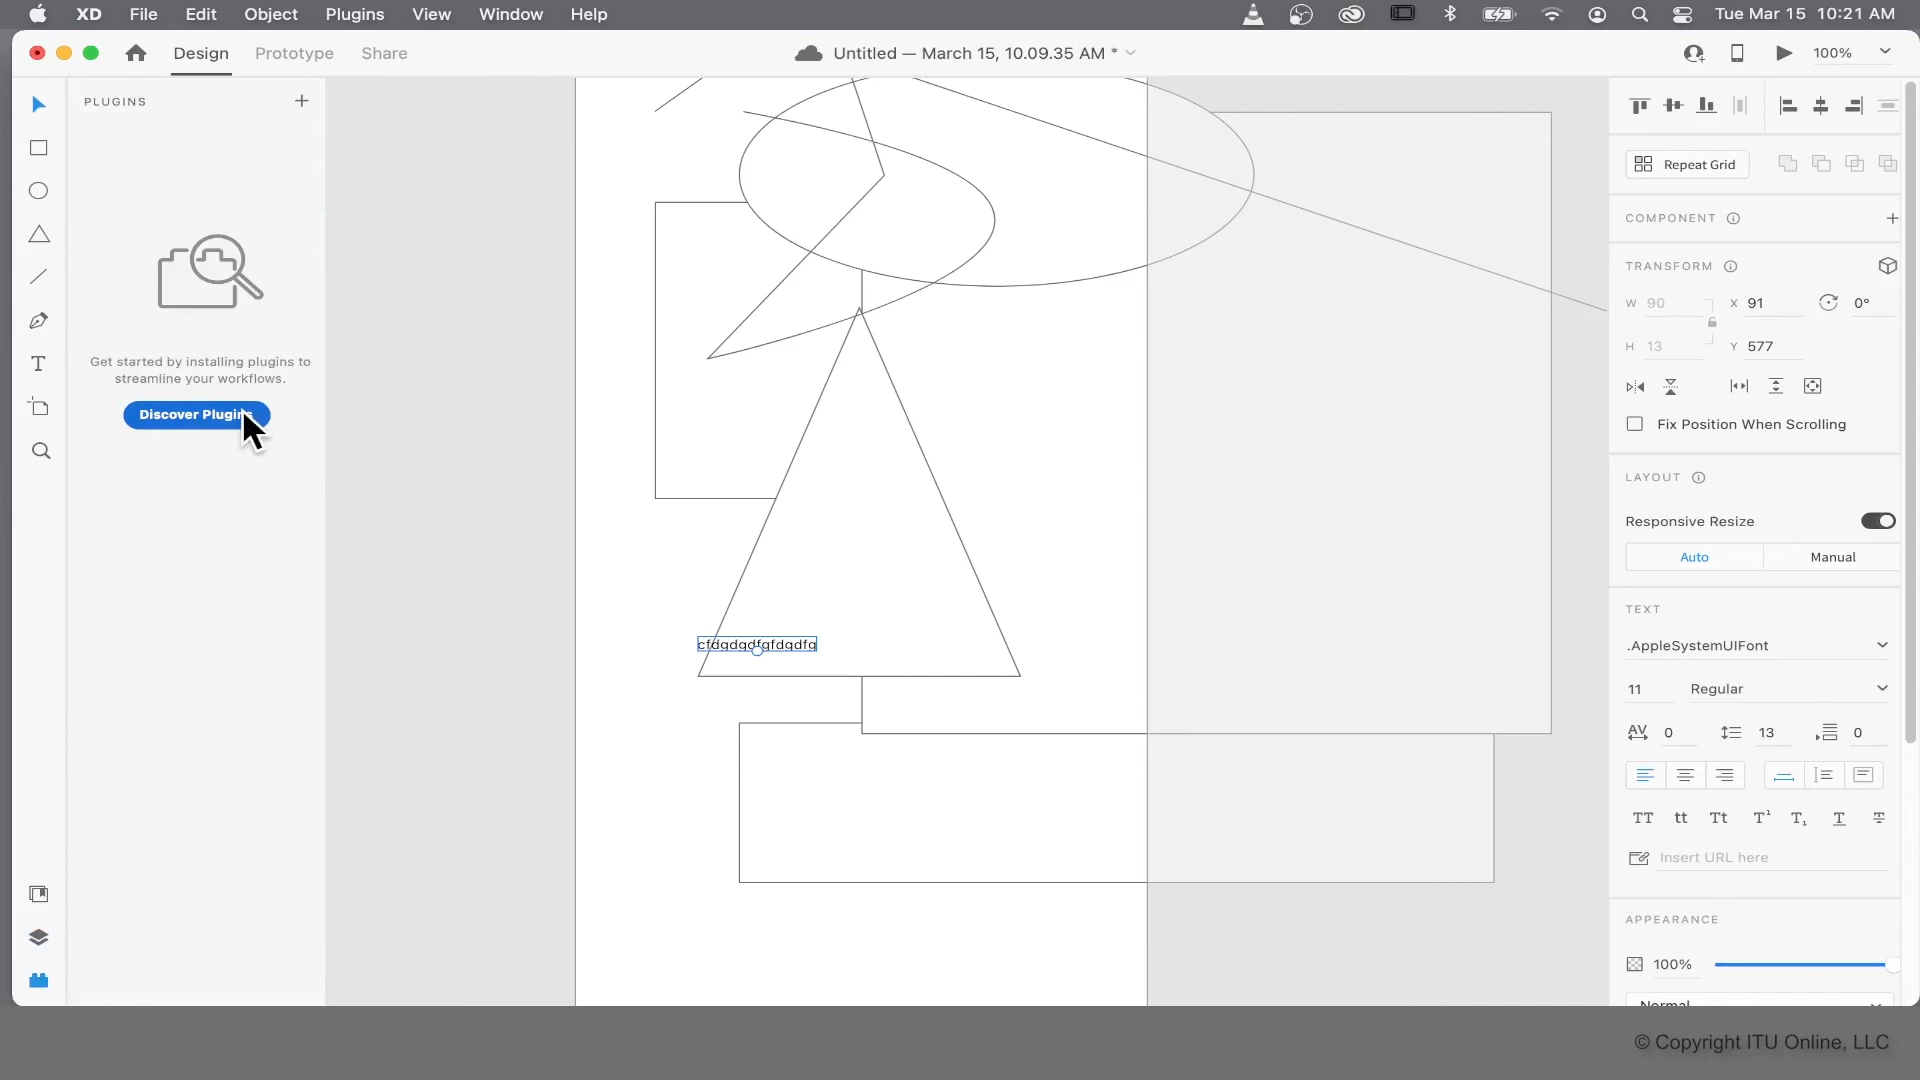 XD File Edit Object Plugins View Window Help
Tue Mar 15 10:21 AM
Design Prototype Share
Untitled — March 15, 10.09.35 AM *
100%
PLUGINS
Get started by installing plugins to
streamline your workflows.
Discover Plugins
cfdgdgdfgfdgdfg
Repeat Grid
COMPONENT
TRANSFORM
W 90 X 91 0°
H 13 Y 577
Fix Position When Scrolling
LAYOUT
Responsive Resize
Auto Manual
TEXT
.AppleSystemUIFont
11 Regular
AV 0 13 0
TT tt Tt T1 T1 T T
Insert URL here
APPEARANCE
100%
Normal
© Copyright ITU Online, LLC